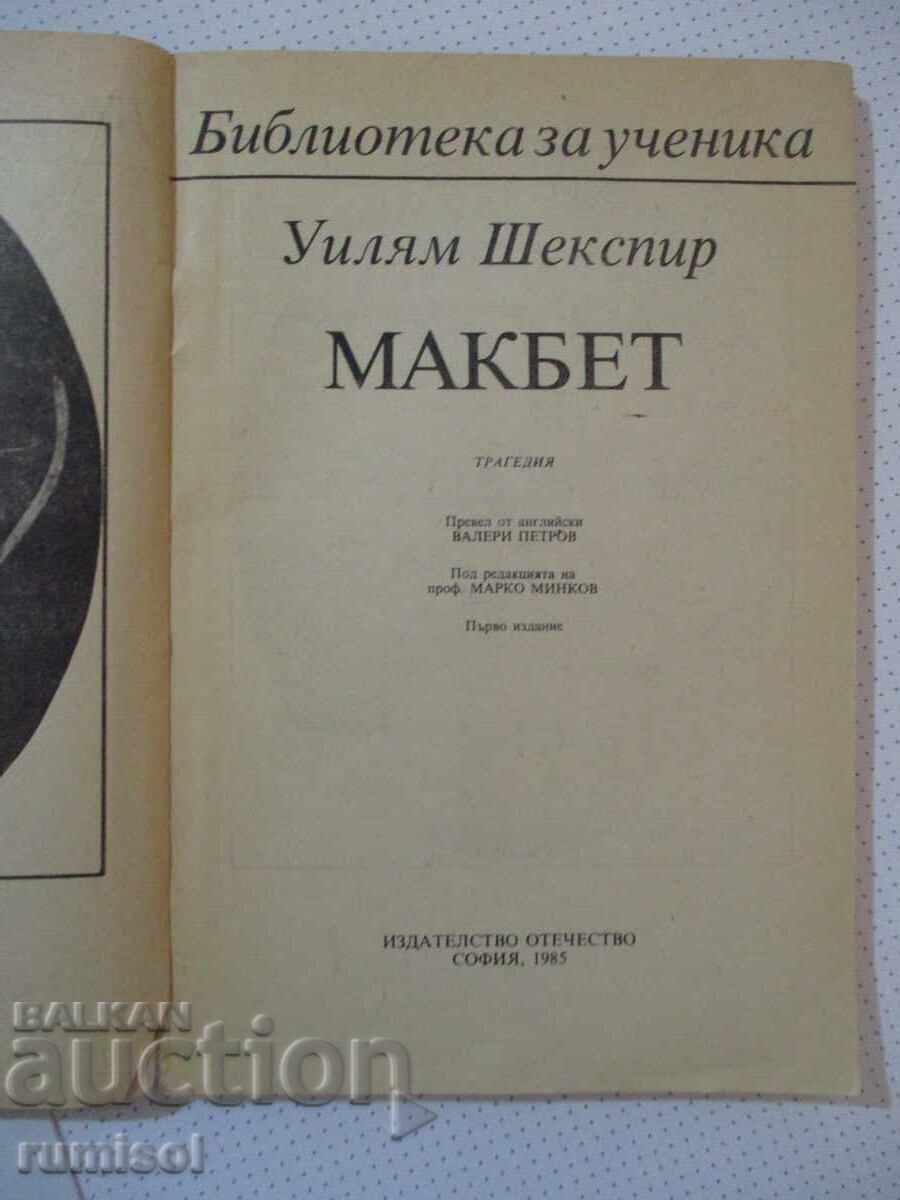 Библиотека за ученика
Уилям Шекспир
МАКБЕТ
ТРАГЕДИЯ
Превел от английски
ВАЛЕРИ ПЕТРОВ
Под редакцията на
проф. МАРКО МИНКОВ
Първо издание
ИЗДАТЕЛСТВО ОТЕЧЕСТВО
СОФИЯ, 1985
BALKAN
auction
rumisol